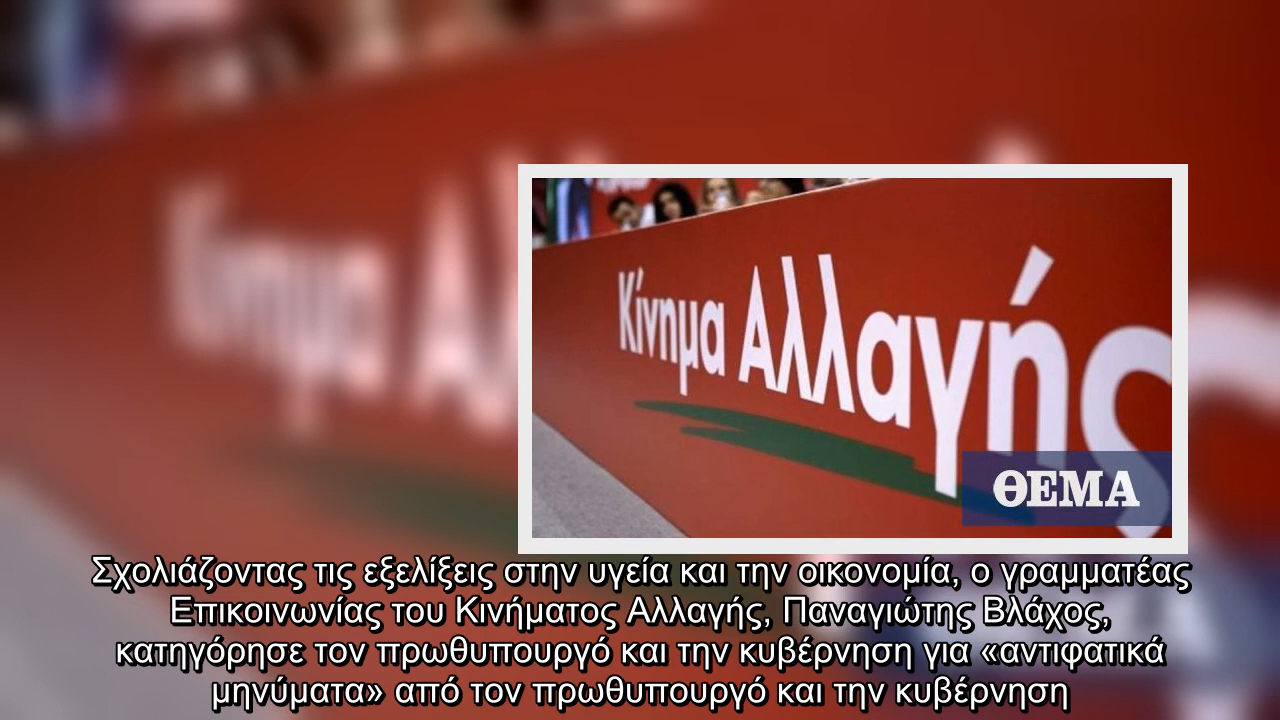 Κίνημα Αλλαγής
ΘΕΜΑ
Σχολιάζοντας τις εξελίξεις στην υγεία και την οικονομία, ο γραμματέας
Επικοινωνίας του Κινήματος Αλλαγής, Παναγιώτης Βλάχος,
κατηγόρησε τον πρωθυπουργό και την κυβέρνηση για «αντιφατικά
μηνύματα» από τον πρωθυπουργό και την κυβέρνηση